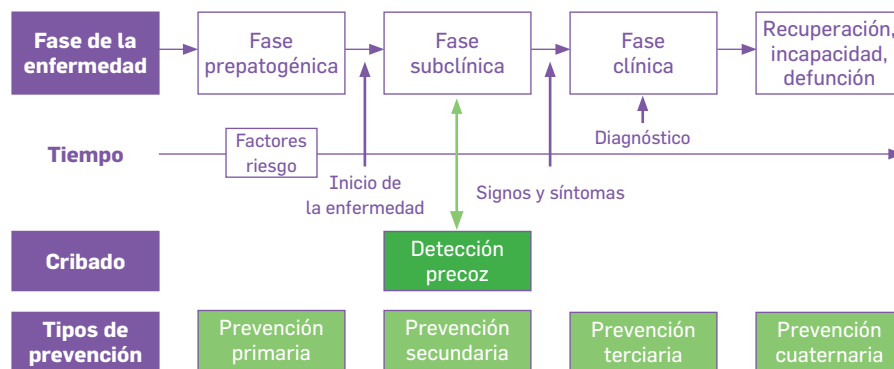 Fase de la
enfermedad
Fase
prepatogénica
Fase
subclínica
Fase
clínica
Recuperación,
incapacidad,
defunción
Tiempo
Factores
riesgo
Inicio de
la enfermedad
Signos y síntomas
Diagnóstico
Cribado
Detección
precoz
Tipos de
prevención
Prevención
primaria
Prevención
secundaria
Prevención
terciaria
Prevención
cuaternaria